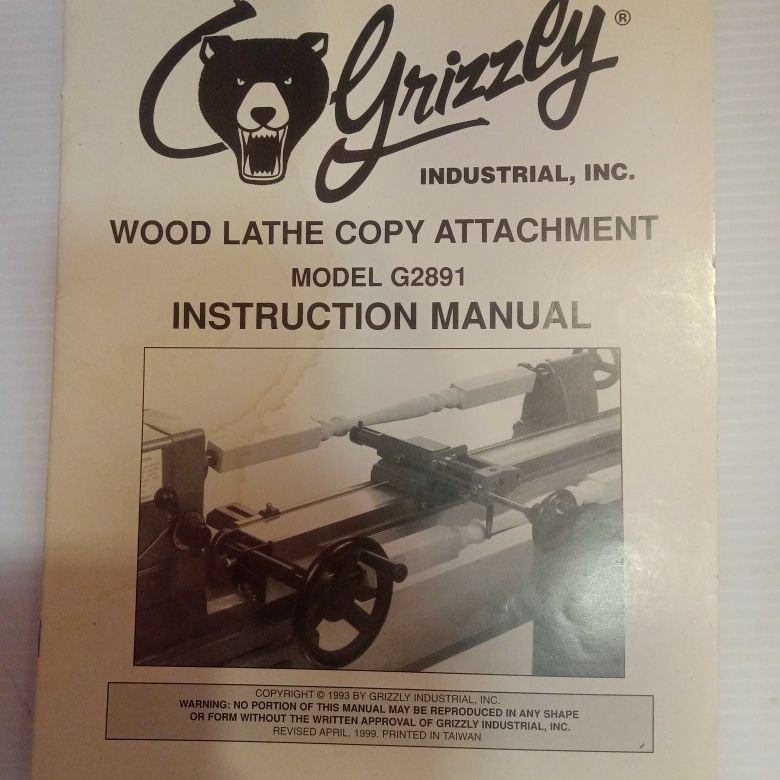 Grizzly®
INDUSTRIAL, INC.
WOOD LATHE COPY ATTACHMENT
MODEL G2891
INSTRUCTION MANUAL
COPYRIGHT © 1993 BY GRIZZLY INDUSTRIAL, INC.
WARNING: NO PORTION OF THIS MANUAL MAY BE REPRODUCED IN ANY SHAPE
OR FORM WITHOUT THE WRITTEN APPROVAL OF GRIZZLY INDUSTRIAL, INC.
REVISED APRIL, 1999. PRINTED IN TAIWAN